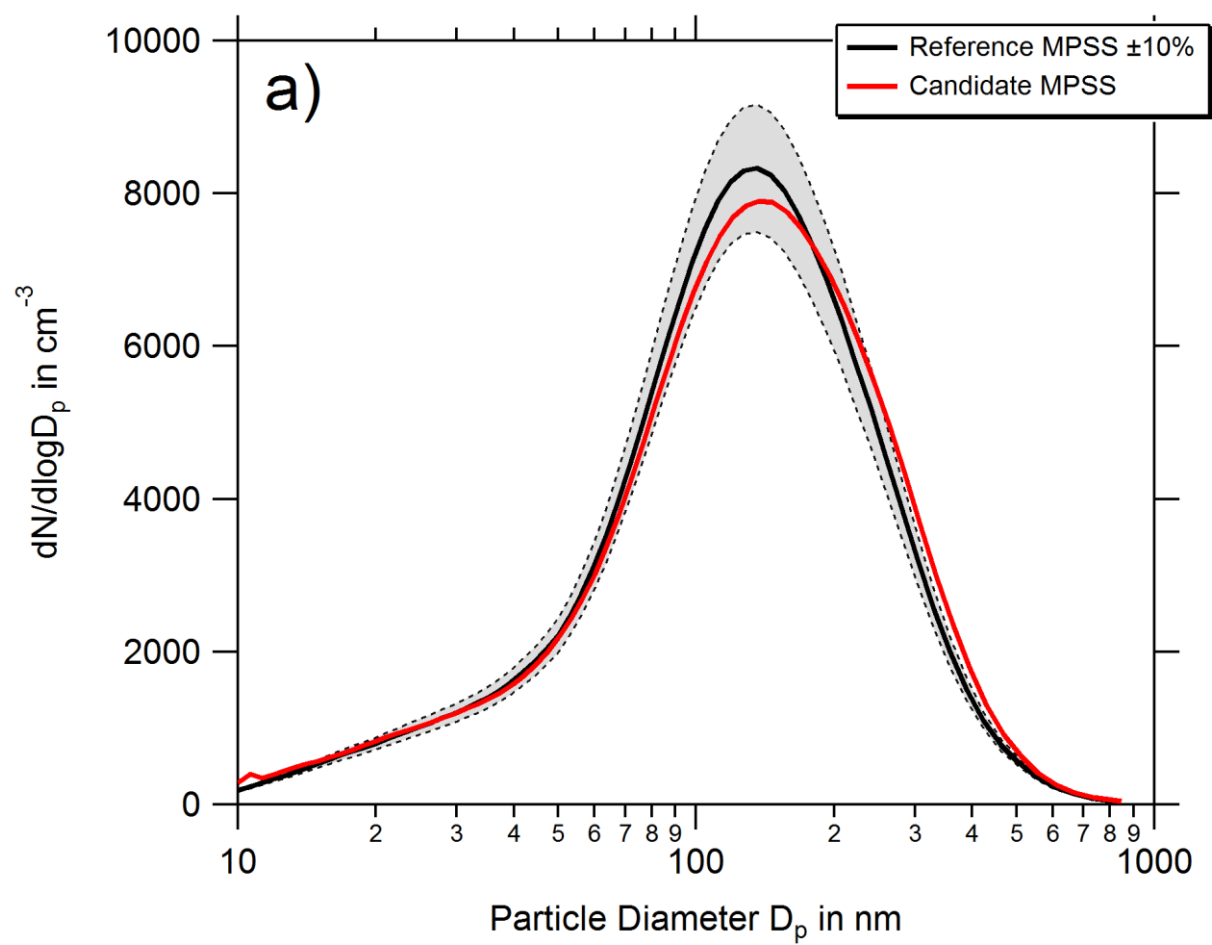 10000
8000
6000
4000
2000
0
dN/dlogDp in cm-3
a)
Reference MPSS ±10%
Candidate MPSS
2 3 4 5 6 7 8 9 2 3 4 5 6 7 8 9
10 100 1000
Particle Diameter Dp in nm